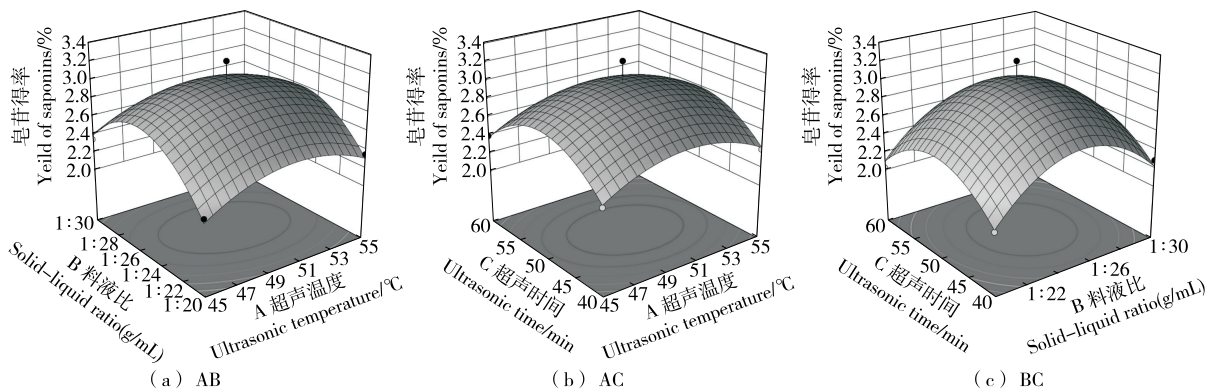 皂苷得率
Yeild of saponins/%
3.4
3.2
3.0
2.8
2.6
2.4
2.2
2.0
1:30
1:28
1:26
1:24
1:22
1:20
B 料液比
Solid-liquid ratio(g/mL)
45
47
49
51
53
55
A 超声温度
Ultrasonic temperature/℃
(a) AB
皂苷得率
Yeild of saponins/%
3.4
3.2
3.0
2.8
2.6
2.4
2.2
2.0
60
55
50
45
40
C 超声时间
Ultrasonic time/min
45
47
49
51
53
55
A 超声温度
Ultrasonic temperature/℃
(b) AC
皂苷得率
Yeild of saponins/%
3.4
3.2
3.0
2.8
2.6
2.4
2.2
2.0
60
55
50
45
40
C 超声时间
Ultrasonic time/min
1:22
1:26
1:30
B 料液比
Solid-liquid ratio(g/mL)
(c) BC